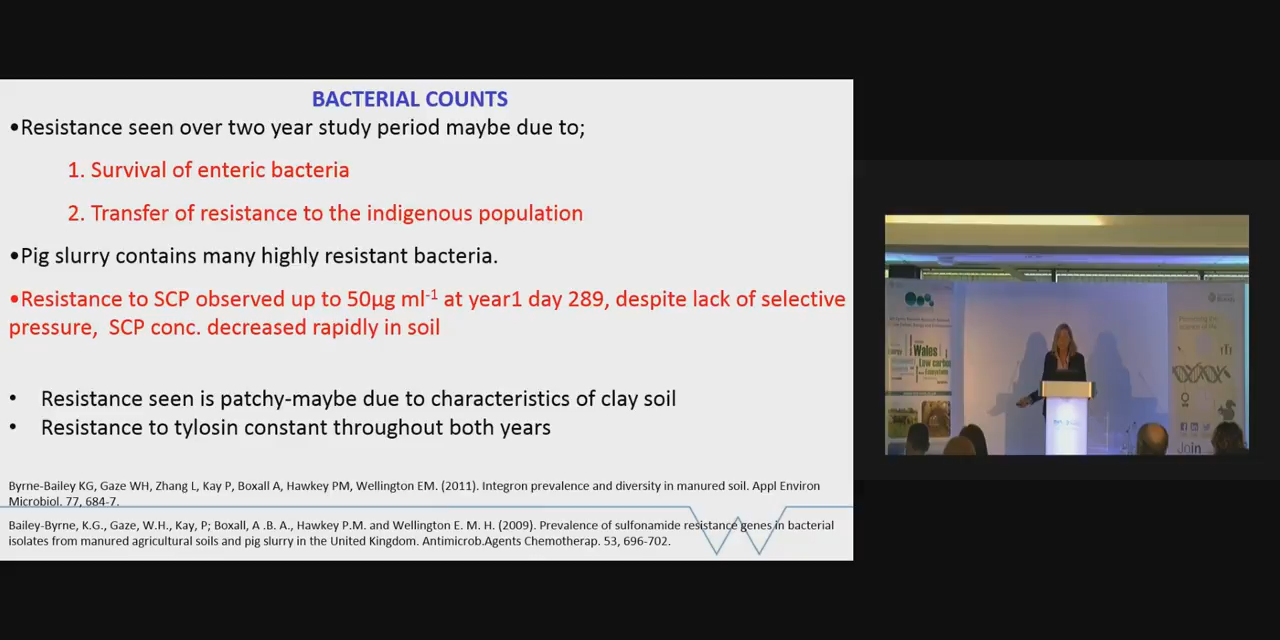 BACTERIAL COUNTS
•Resistance seen over two year study period maybe due to;
1. Survival of enteric bacteria
2. Transfer of resistance to the indigenous population
•Pig slurry contains many highly resistant bacteria.
•Resistance to SCP observed up to 50µg ml-1 at year1 day 289, despite lack of selective
pressure, SCP conc. decreased rapidly in soil
• Resistance seen is patchy-maybe due to characteristics of clay soil
• Resistance to tylosin constant throughout both years
Byrne-Bailey KG, Gaze WH, Zhang L, Kay P, Boxall A, Hawkey PM, Wellington EM. (2011). Integron prevalence and diversity in manured soil. Appl Environ
Microbiol. 77, 684-7.
Bailey-Byrne, K.G., Gaze, W.H., Kay, P; Boxall, A .B. A., Hawkey P.M. and Wellington E. M. H. (2009). Prevalence of sulfonamide resistance genes in bacterial
isolates from manured agricultural soils and pig slurry in the United Kingdom. Antimicrob.Agents Chemotherap. 53, 696-702.
Wales
Low carbon
Ecosystem
Join